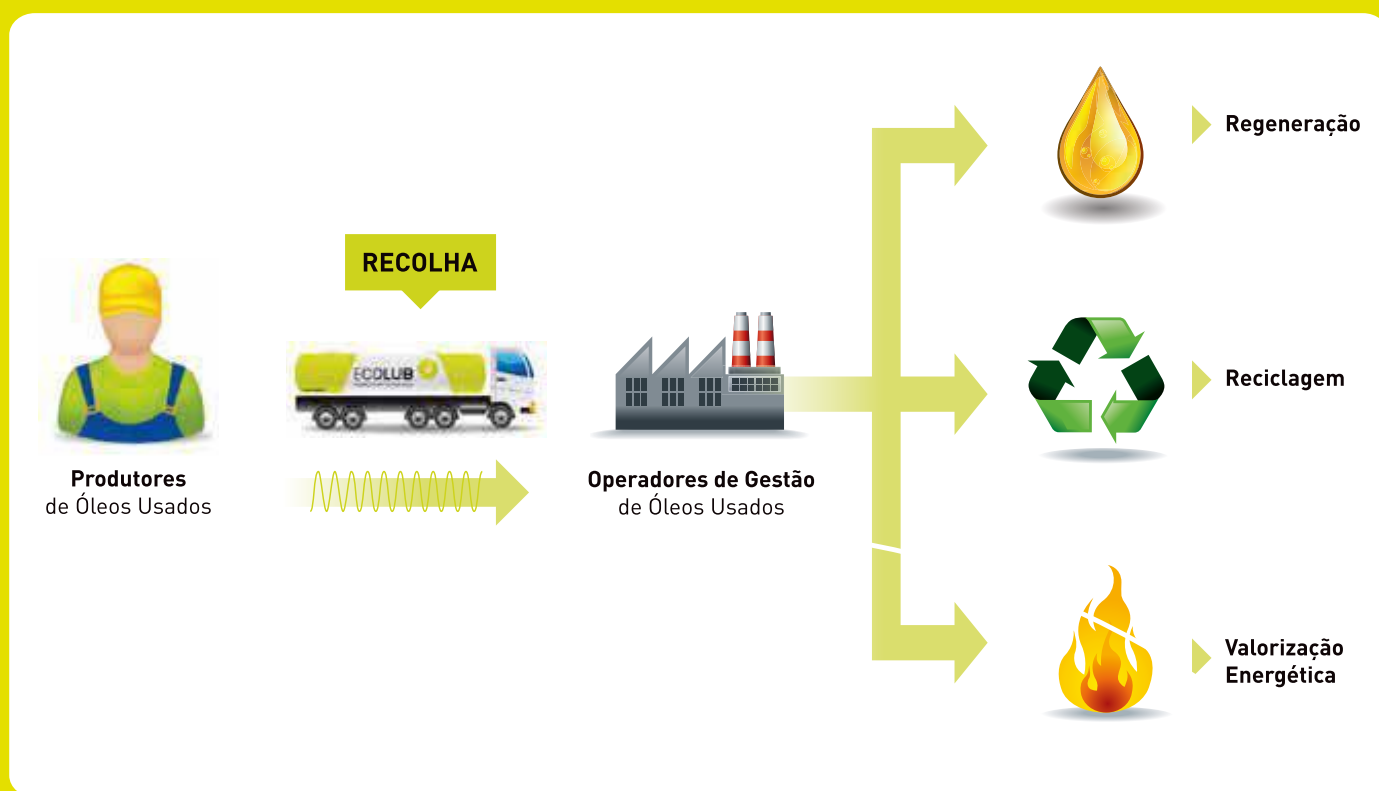 RECOLHA
ECOLUB
Produtores
de Óleos Usados
Operadores de Gestão
de Óleos Usados
Regeneração
Reciclagem
Valorização
Energética